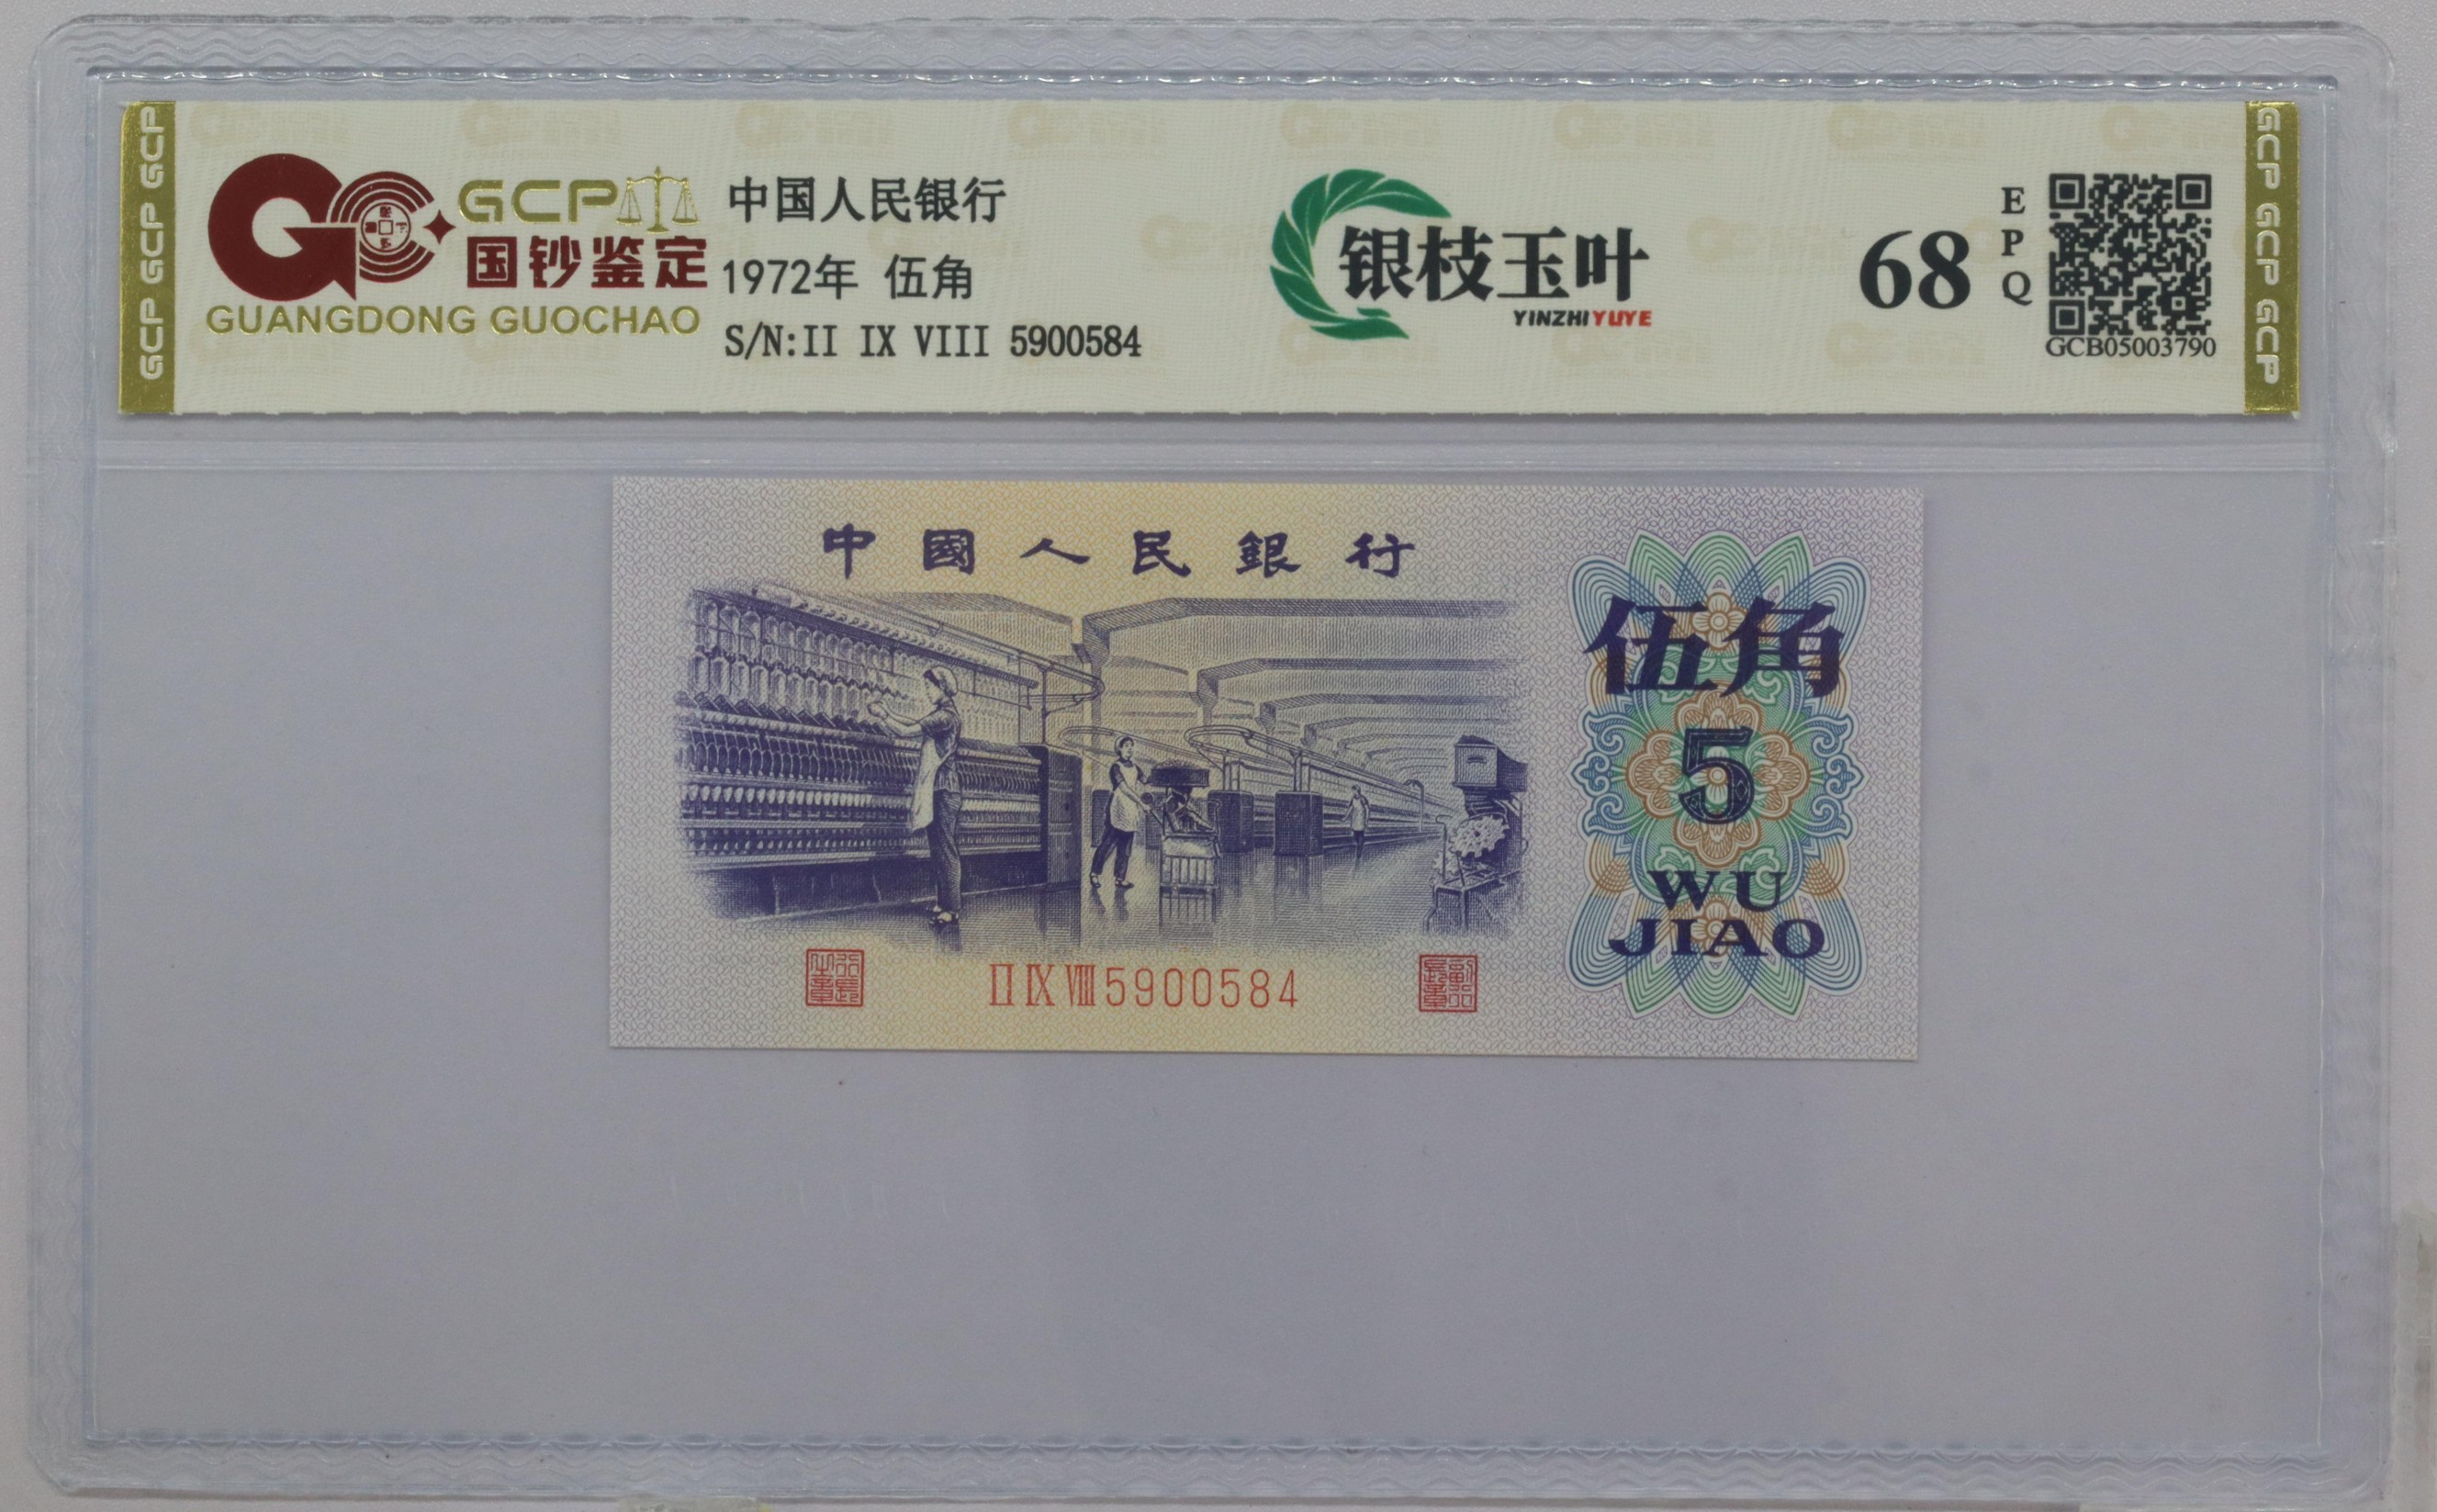 GCP GCP GCP
GCP
国钞鉴定
GUANGDONG GUOCHAO
中国人民银行
1972年 伍角
S/N:II IX VIII 5900584
银枝玉叶
YINZHIYUYE
68
EPQ
GCB05003790
GCP GCP GCP
中國人民銀行
伍角
5
WU
JIAO
II IX VIII 5900584